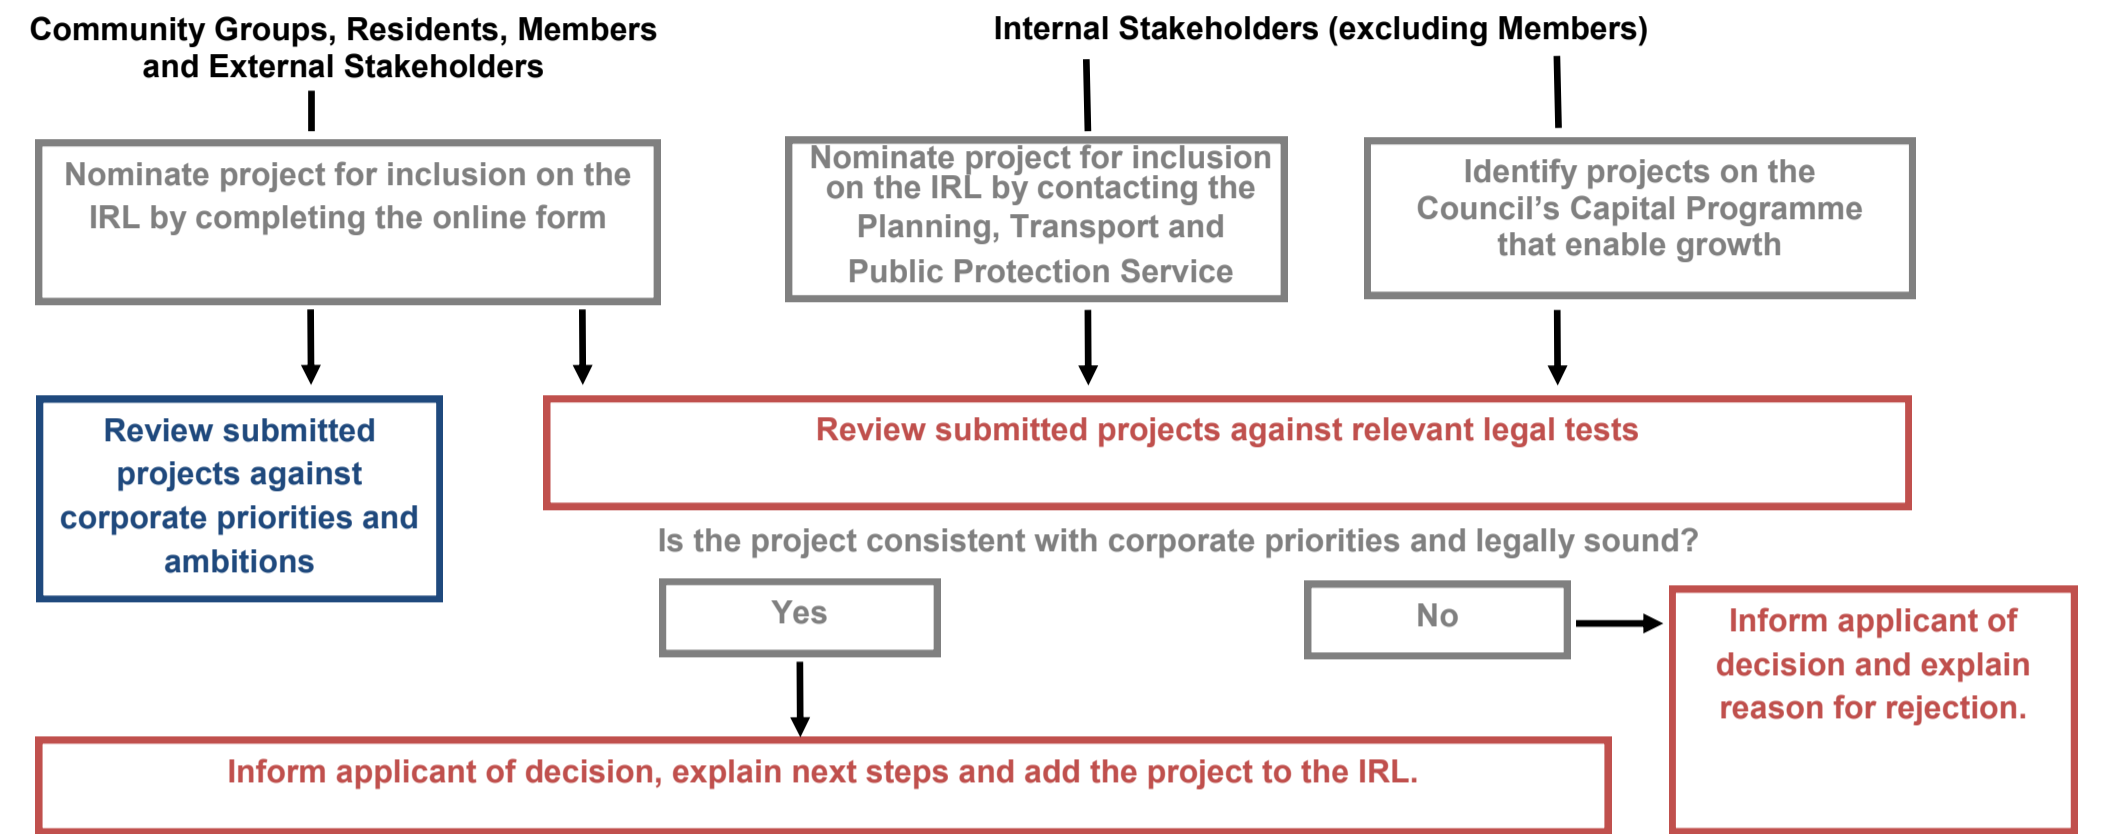 Community Groups, Residents, Members
and External Stakeholders
Internal Stakeholders (excluding Members)
Nominate project for inclusion on the
IRL by completing the online form
Nominate project for inclusion
on the IRL by contacting the
Planning, Transport and
Public Protection Service
Identify projects on the
Council’s Capital Programme
that enable growth
Review submitted
projects against
corporate priorities and
ambitions
Review submitted projects against relevant legal tests
Is the project consistent with corporate priorities and legally sound?
Yes
No
Inform applicant of
decision and explain
reason for rejection.
Inform applicant of decision, explain next steps and add the project to the IRL.